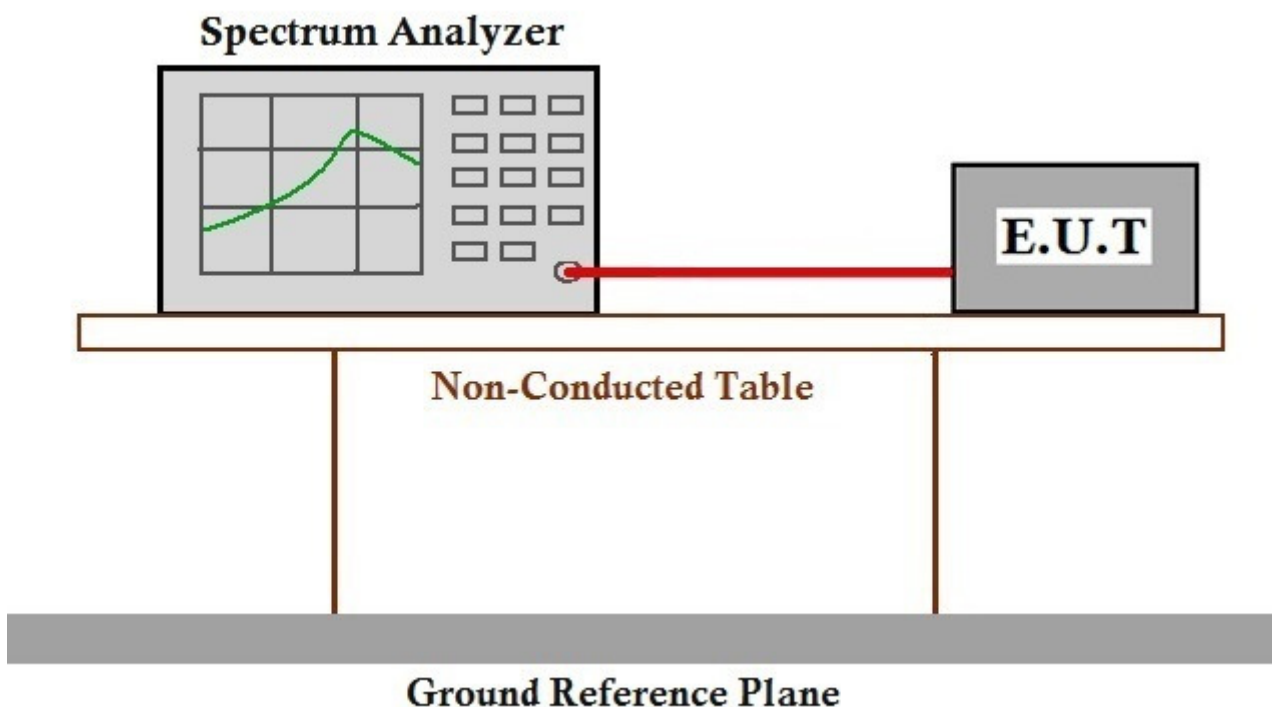 Spectrum Analyzer
E.U.T
Non-Conducted Table
Ground Reference Plane